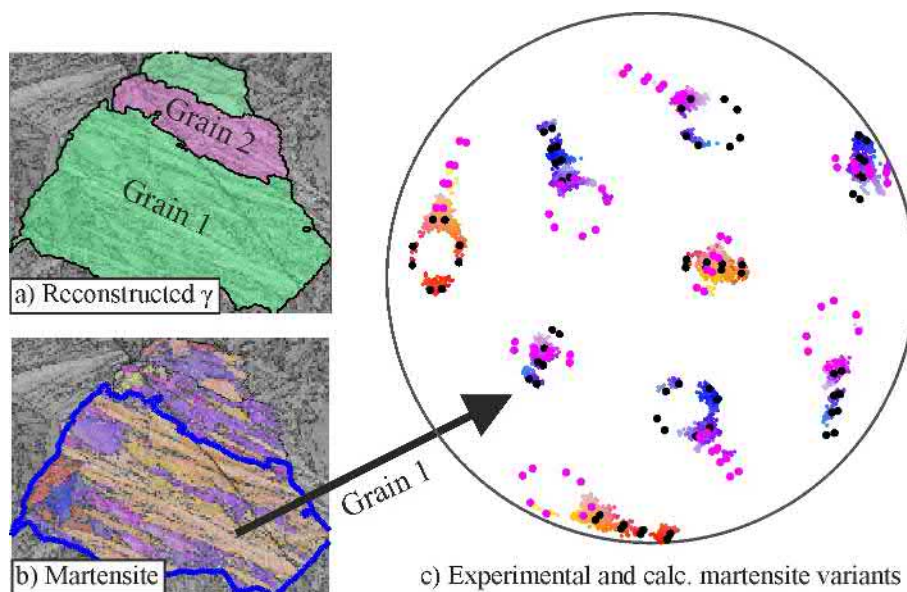 Grain 2
Grain 1
a) Reconstructed γ
Grain 1
b) Martensite
c) Experimental and calc. martensite variants